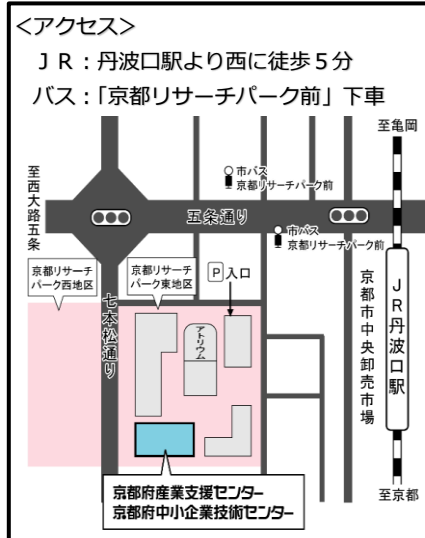 ＜アクセス＞
ＪＲ：丹波口駅より西に徒歩５分
バス：「京都リサーチパーク前」下車
至亀岡
至西大路五条
市バス
京都リサーチパーク前
五条通り
市バス
京都リサーチパーク前
京都リサーチ
パーク西地区
京都リサーチ
パーク東地区
P入口
七本松通り
アトリウム
京都市中央卸売市場
ＪＲ丹波口駅
京都府産業支援センター
京都府中小企業技術センター
至京都